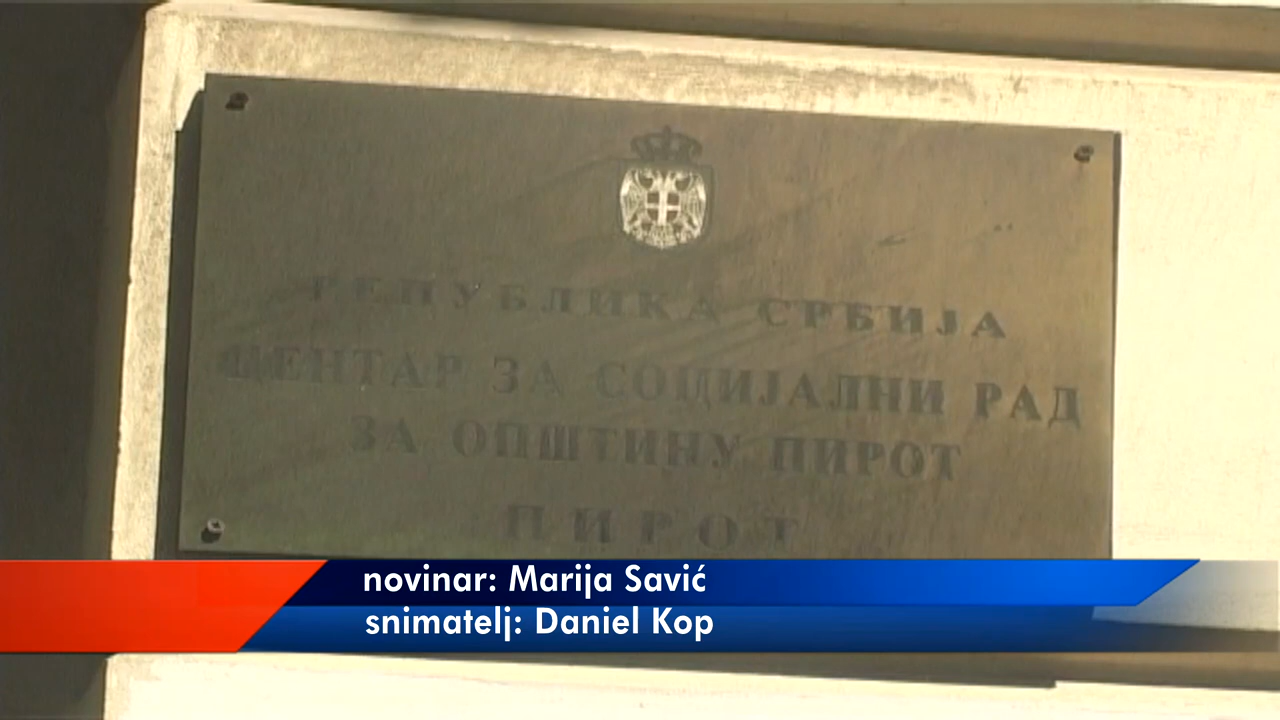 РЕПУБЛИКА СРБИЈА
ЦЕНТАР ЗА СОЦИЈАЛНИ РАД
ЗА ОПШТИНУ ПИРОТ
ПИРОТ
novinar: Marija Savić
snimatelj: Daniel Kop